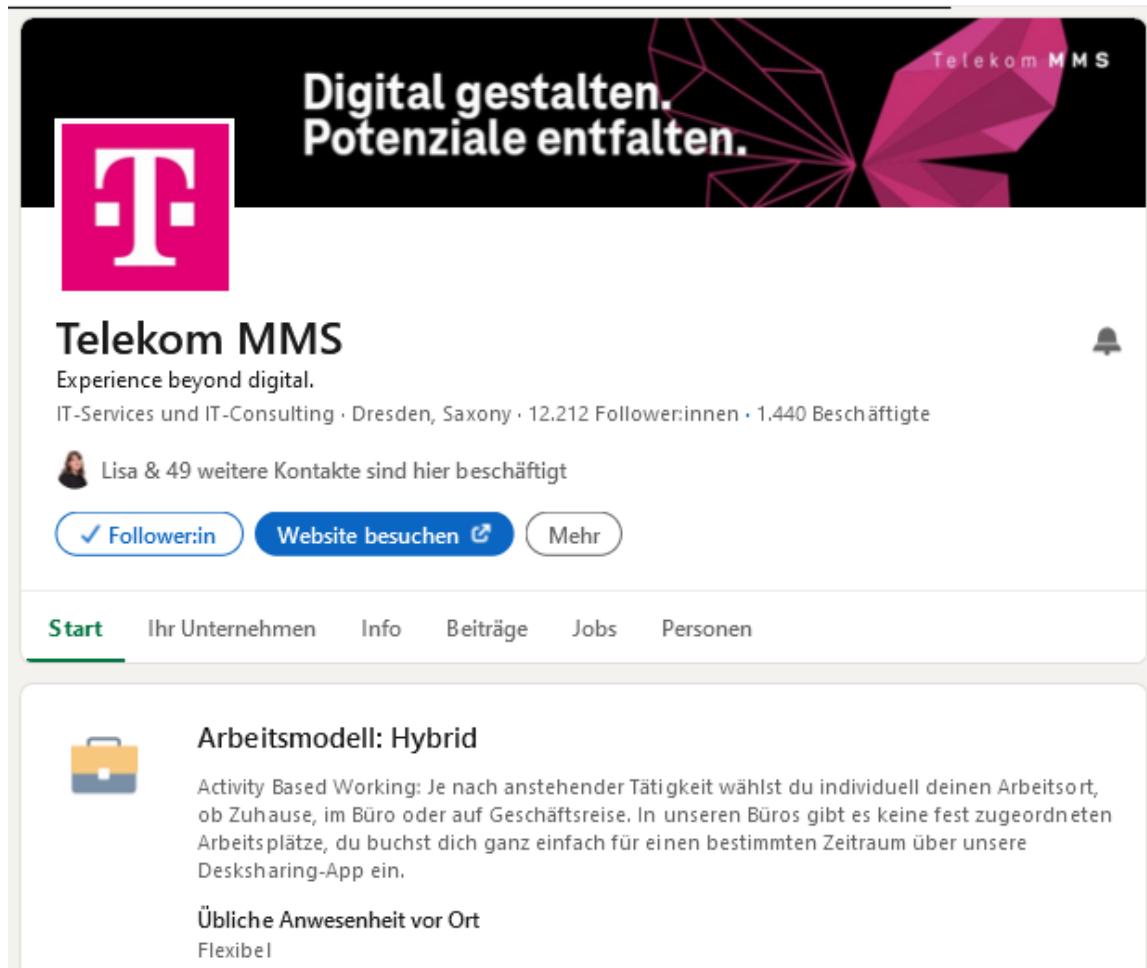 Telekom MMS
Digital gestalten.
Potenziale entfalten.
T
Telekom MMS
Experience beyond digital.
IT-Services und IT-Consulting · Dresden, Saxony · 12.212 Follower:innen · 1.440 Beschäftigte
Lisa & 49 weitere Kontakte sind hier beschäftigt
✓ Follower:in Website besuchen Mehr
Start Ihr Unternehmen Info Beiträge Jobs Personen
Arbeitsmodell: Hybrid
Activity Based Working: Je nach anstehender Tätigkeit wählst du individuell deinen Arbeitsort,
ob Zuhause, im Büro oder auf Geschäftsreise. In unseren Büros gibt es keine fest zugeordneten
Arbeitsplätze, du buchst dich ganz einfach für einen bestimmten Zeitraum über unsere
Desksharing-App ein.
Übliche Anwesenheit vor Ort
Flexibel